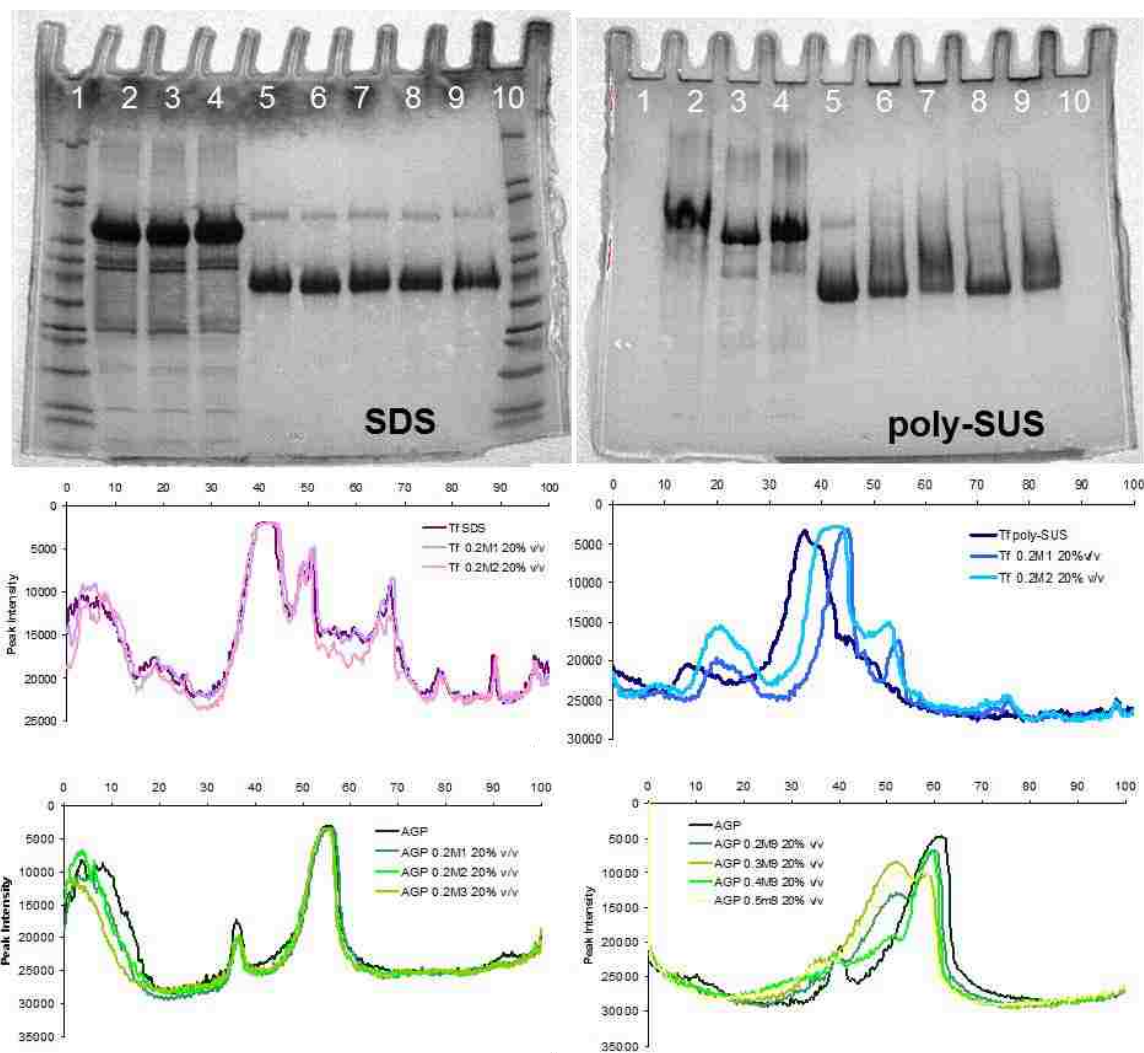 1 2 3 4 5 6 7 8 9 10
SDS
1 2 3 4 5 6 7 8 9 10
poly-SUS
0 10 20 30 40 50 60 70 80 90 100
0
5000
10000
15000
20000
25000
Peak Intensity
Tf SDS
Tf 0.2M1 20% v/v
Tf 0.2M2 20% v/v
0 10 20 30 40 50 60 70 80 90 100
0
5000
10000
15000
20000
25000
30000
Peak Intensity
Tf poly-SUS
Tf 0.2M1 20%v/v
Tf 0.2M2 20% v/v
0 10 20 30 40 50 60 70 80 90 100
0
5000
10000
15000
20000
25000
30000
35000
Peak Intensity
AGP
AGP 0.2M1 20% v/v
AGP 0.2M2 20% v/v
AGP 0.2M3 20% v/v
0 10 20 30 40 50 60 70 80 90 100
0
5000
10000
15000
20000
25000
30000
35000
Peak Intensity
AGP
AGP 0.2M9 20% v/v
AGP 0.3M9 20% v/v
AGP 0.4M9 20% v/v
AGP 0.5m9 20% v/v